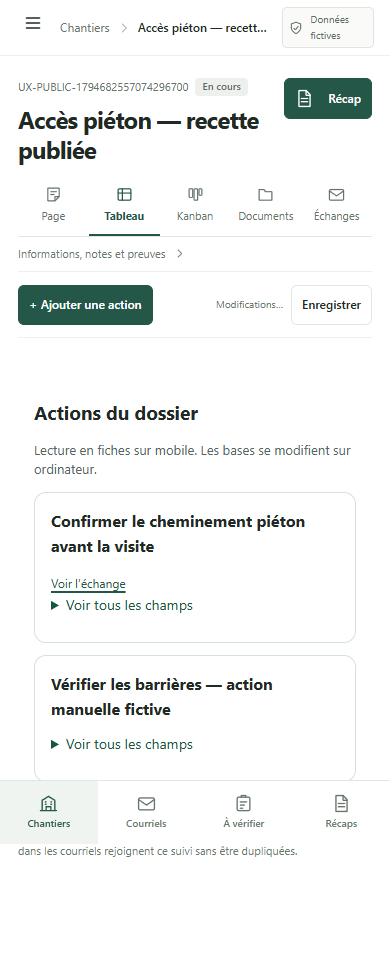 Chantiers > Accès piéton — recett...
Données
fictives
UX-PUBLIC-1794682557074296700 En cours
Récap
Accès piéton — recette
publiée
Page Tableau Kanban Documents Échanges
Informations, notes et preuves >
+ Ajouter une action Modifications... Enregistrer
Actions du dossier
Lecture en fiches sur mobile. Les bases se modifient sur
ordinateur.
Confirmer le cheminement piéton
avant la visite
Voir l'échange
▶ Voir tous les champs
Vérifier les barrières — action
manuelle fictive
▶ Voir tous les champs
Chantiers Courriels À vérifier Récaps
dans les courriels rejoignent ce suivi sans être dupliquées.